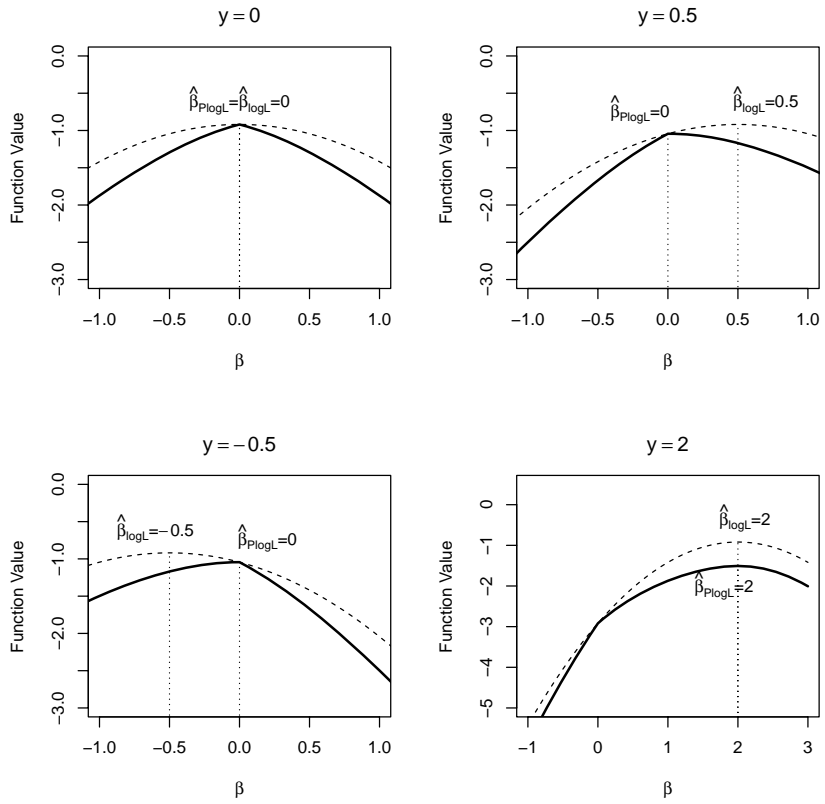 y = 0
β̂PlogL=β̂logL=0
Function Value
0.0
−1.0
−2.0
−3.0
−1.0 −0.5 0.0 0.5 1.0
β
y = 0.5
β̂PlogL=0
β̂logL=0.5
Function Value
0.0
−1.0
−2.0
−3.0
−1.0 −0.5 0.0 0.5 1.0
β
y = −0.5
β̂logL=−0.5
β̂PlogL=0
Function Value
0.0
−1.0
−2.0
−3.0
−1.0 −0.5 0.0 0.5 1.0
β
y = 2
β̂logL=2
β̂PlogL=2
Function Value
0
−1
−2
−3
−4
−5
−1 0 1 2 3
β